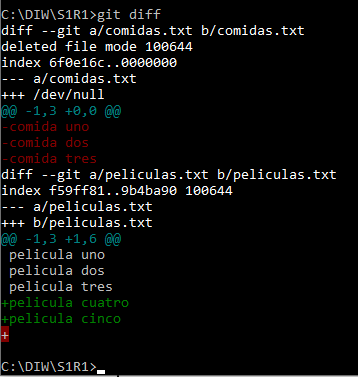 C:\DIW\S1R1>git diff
diff --git a/comidas.txt b/comidas.txt
deleted file mode 100644
index 6f0e16c..0000000
--- a/comidas.txt
+++ /dev/null
@@ -1,3 +0,0 @@
-comida uno
-comida dos
-comida tres
diff --git a/peliculas.txt b/peliculas.txt
index f59ff81..9b4ba90 100644
--- a/peliculas.txt
+++ b/peliculas.txt
@@ -1,3 +1,6 @@
 pelicula uno
 pelicula dos
 pelicula tres
+pelicula cuatro
+pelicula cinco
+
C:\DIW\S1R1>